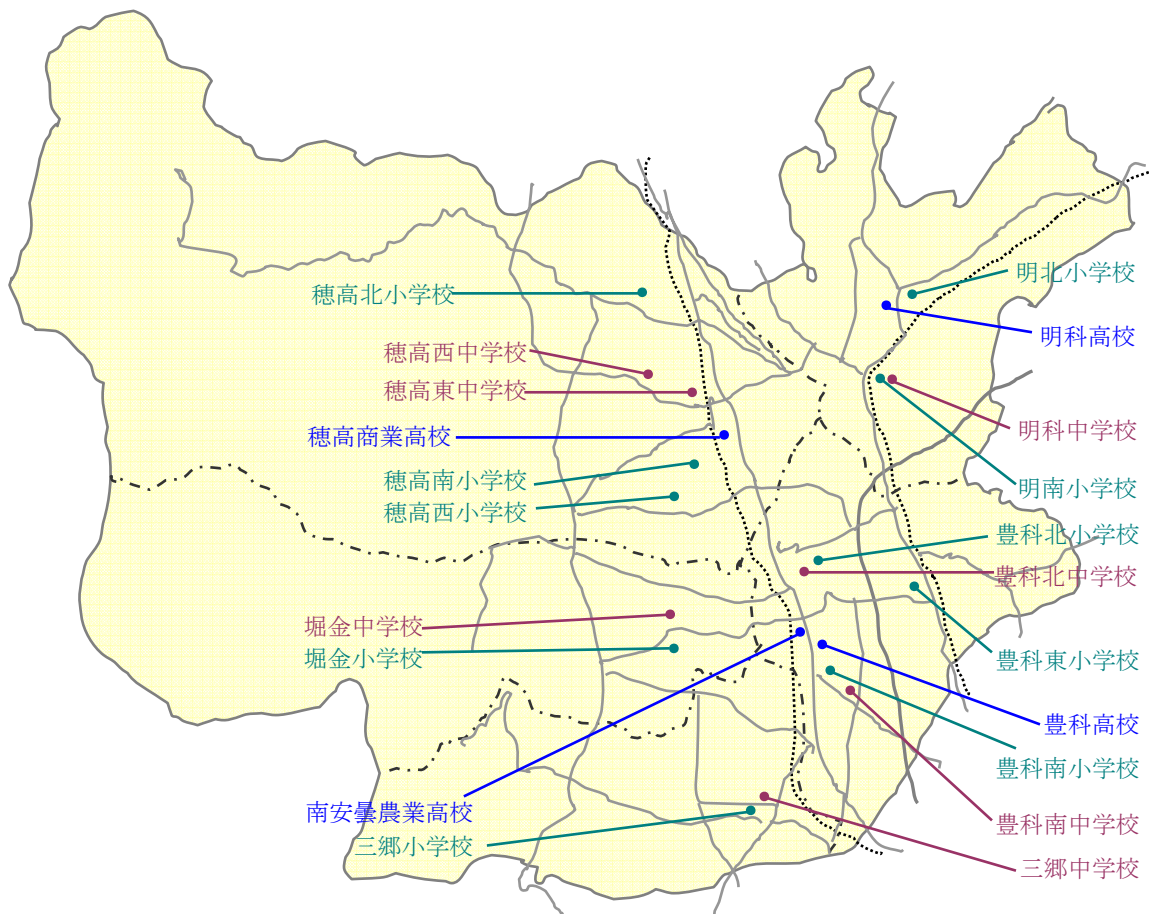 穂高北小学校
穂高西中学校
穂高東中学校
穂高商業高校
穂高南小学校
穂高西小学校
堀金中学校
堀金小学校
南安曇農業高校
三郷小学校
明北小学校
明科高校
明科中学校
明南小学校
豊科北小学校
豊科北中学校
豊科東小学校
豊科高校
豊科南小学校
豊科南中学校
三郷中学校